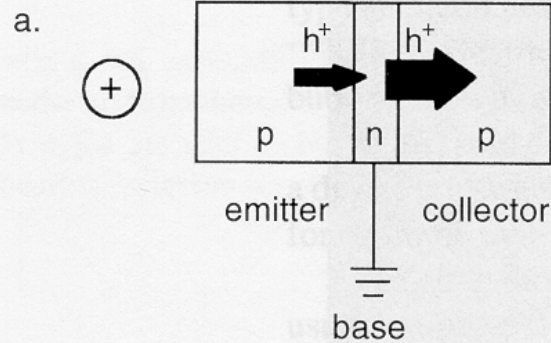 a.
h+ h+
+
p n p
emitter collector
base